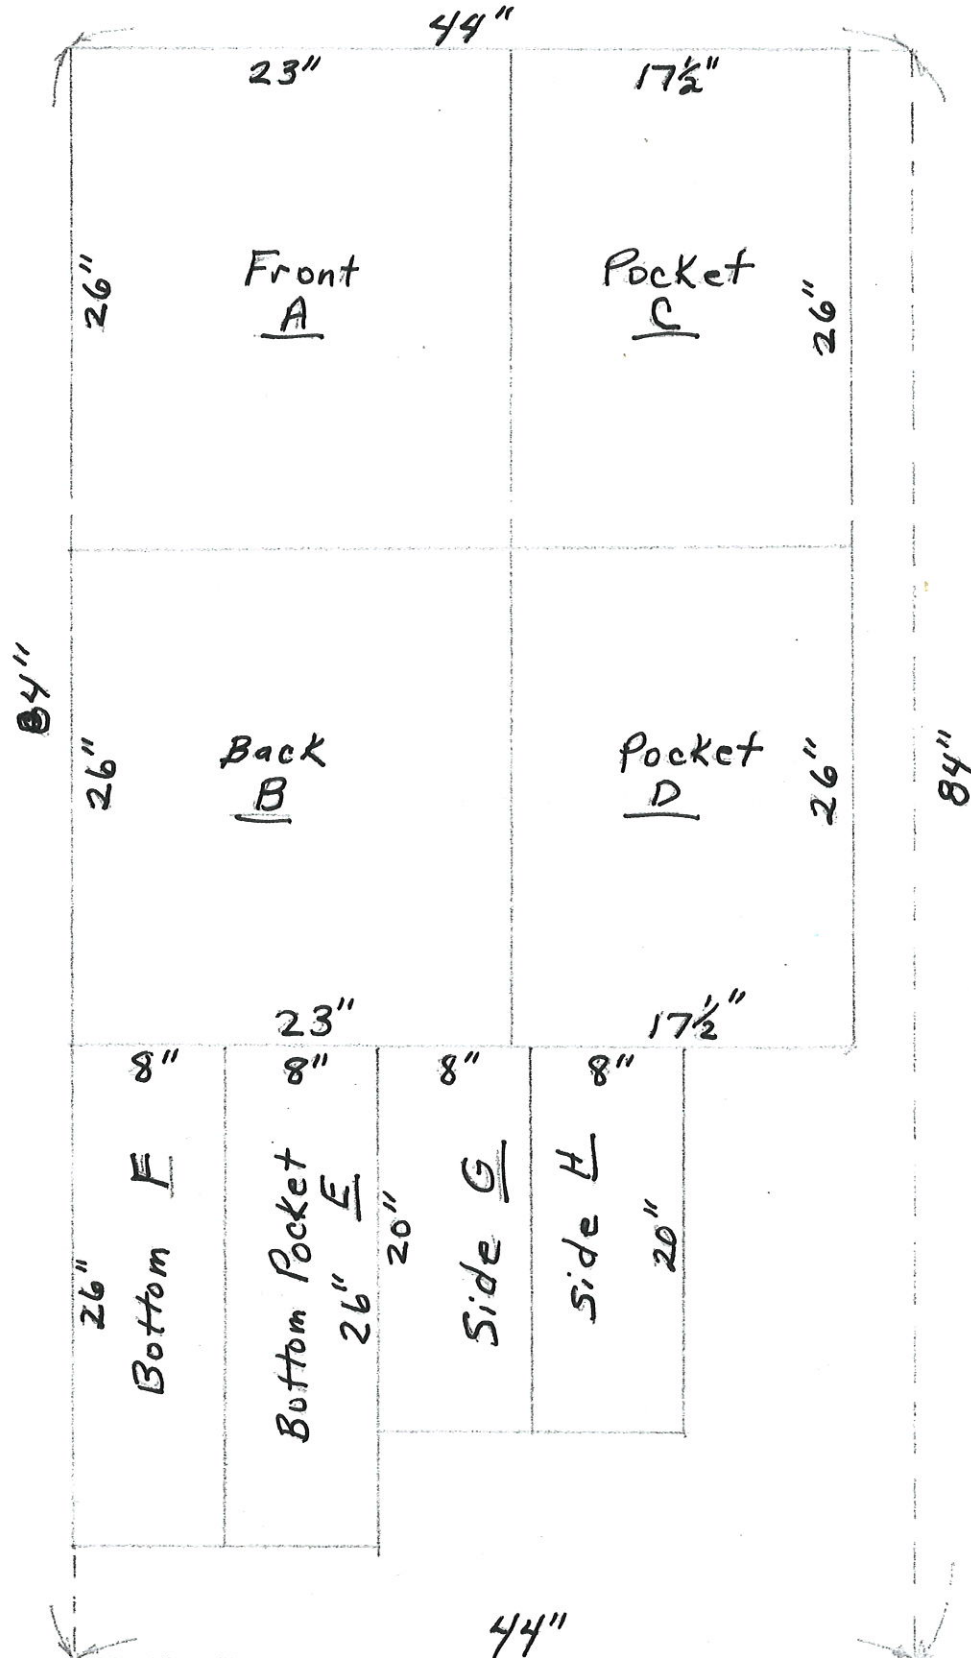 44"
23"
17½"
26"
Front
A
Pocket
C
26"
84"
26"
Back
B
Pocket
D
26"
84"
23"
17½"
8"
8"
8"
8"
26"
Bottom F
Bottom Pocket
E
26"
20"
Side G
Side H
20"
44"